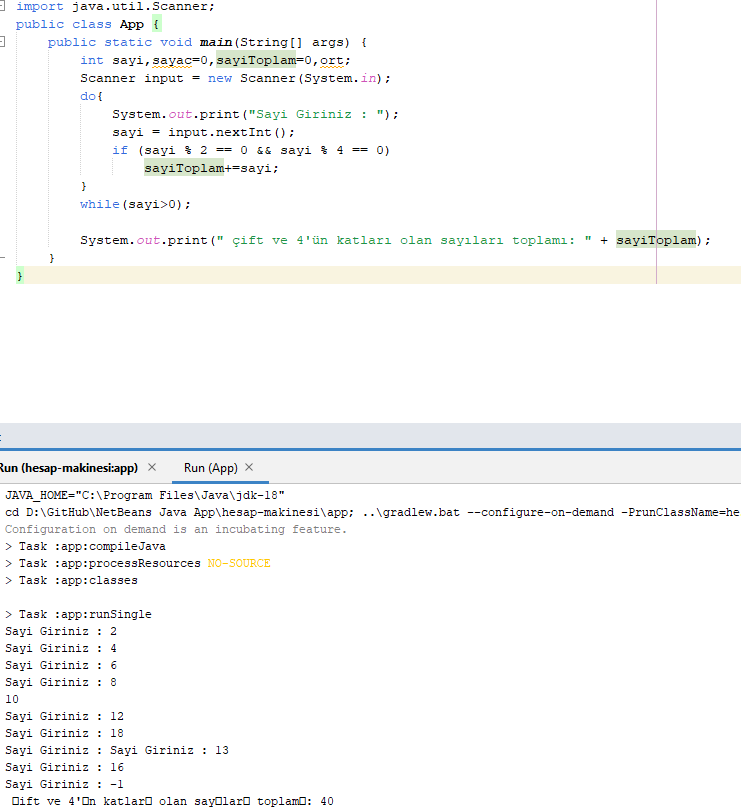 import java.util.Scanner;
public class App {
    public static void main(String[] args) {
        int sayi,sayac=0,sayiToplam=0,ort;
        Scanner input = new Scanner(System.in);
        do{
            System.out.print("Sayi Giriniz : ");
            sayi = input.nextInt();
            if (sayi % 2 == 0 && sayi % 4 == 0)
                sayiToplam+=sayi;
        }
        while(sayi>0);
        System.out.print(" çift ve 4'ün katları olan sayıları toplamı: " + sayiToplam);
    }
}
Run (hesap-makinesi:app) × Run (App) ×
JAVA_HOME="C:\Program Files\Java\jdk-18"
cd D:\GitHub\NetBeans Java App\hesap-makinesi\app; ..\gradlew.bat --configure-on-demand -PrunClassName=he
Configuration on demand is an incubating feature.
> Task :app:compileJava
> Task :app:processResources NO-SOURCE
> Task :app:classes
> Task :app:runSingle
Sayi Giriniz : 2
Sayi Giriniz : 4
Sayi Giriniz : 6
Sayi Giriniz : 8
10
Sayi Giriniz : 12
Sayi Giriniz : 18
Sayi Giriniz : Sayi Giriniz : 13
Sayi Giriniz : 16
Sayi Giriniz : -1
□ift ve 4'□n katlar□ olan say□lar□ toplam□: 40